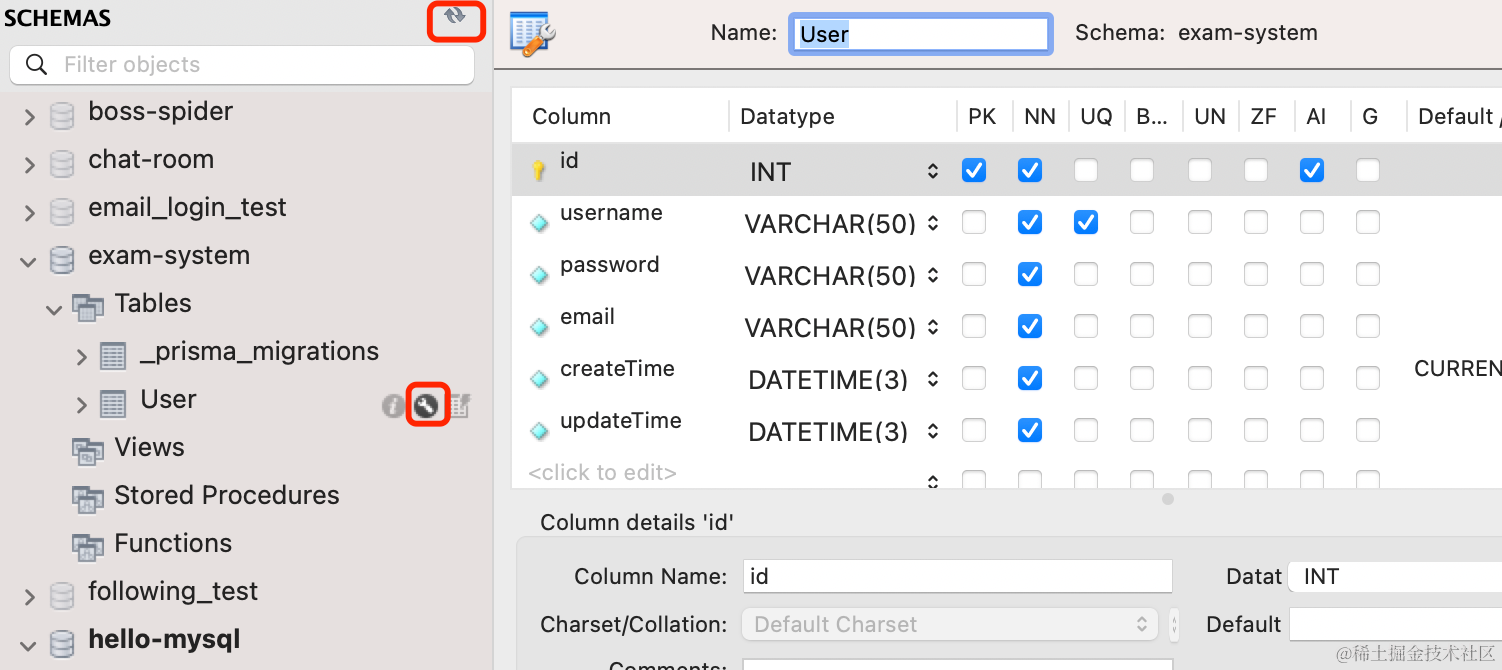 SCHEMAS
Filter objects
boss-spider
chat-room
email_login_test
exam-system
Tables
_prisma_migrations
User
Views
Stored Procedures
Functions
following_test
hello-mysql
Name: User Schema: exam-system
Column Datatype PK NN UQ B... UN ZF AI G Default /
id INT
username VARCHAR(50)
password VARCHAR(50)
email VARCHAR(50)
createTime DATETIME(3) CURREN
updateTime DATETIME(3)
<click to edit>
Column details 'id'
Column Name: id Datat INT
Charset/Collation: Default Charset Default
Comments:
@稀土掘金技术社区